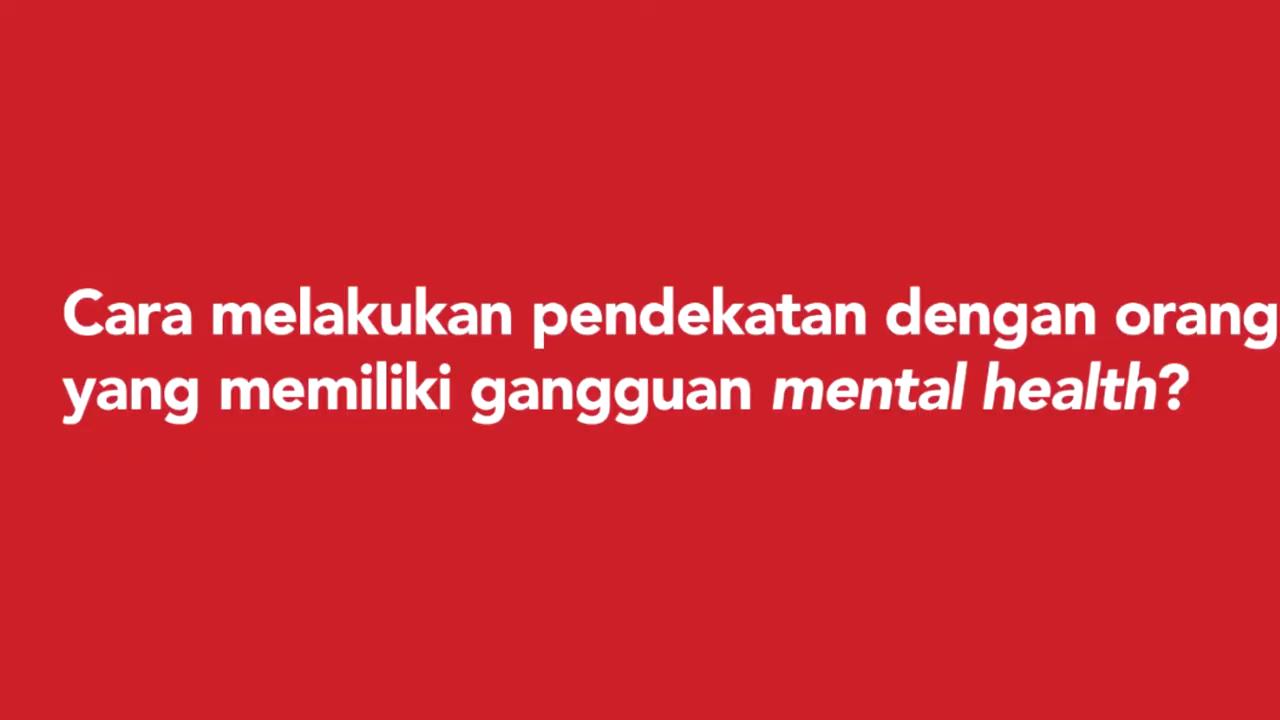 Cara melakukan pendekatan dengan orang
yang memiliki gangguan mental health?